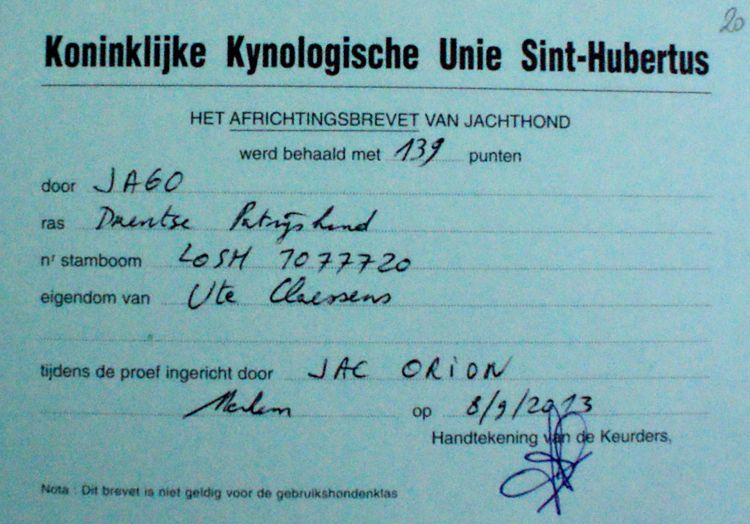 20
Koninklijke Kynologische Unie Sint-Hubertus
HET AFRICHTINGSBREVET VAN JACHTHOND
werd behaald met 139 punten
door JAGO
ras Drentse Patrijshond
nr stamboom LOSH 1077720
eigendom van Ute Claessens
tijdens de proef ingericht door JAC ORION
op 8/9/2013
Handtekening van de Keurders,
Nota : Dit brevet is niet geldig voor de gebruikshondenklas